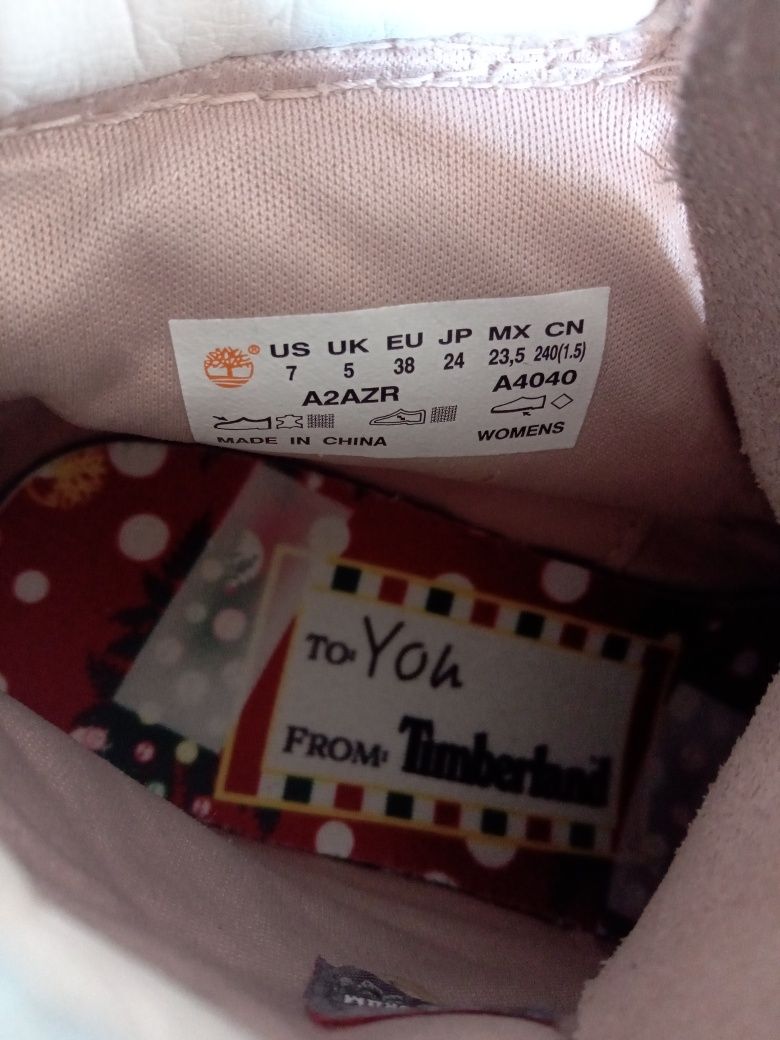 US UK EU JP MX CN
7 5 38 24 23,5 240(1.5)
A2AZR A4040
MADE IN CHINA WOMENS
TO: You
FROM: Timberland